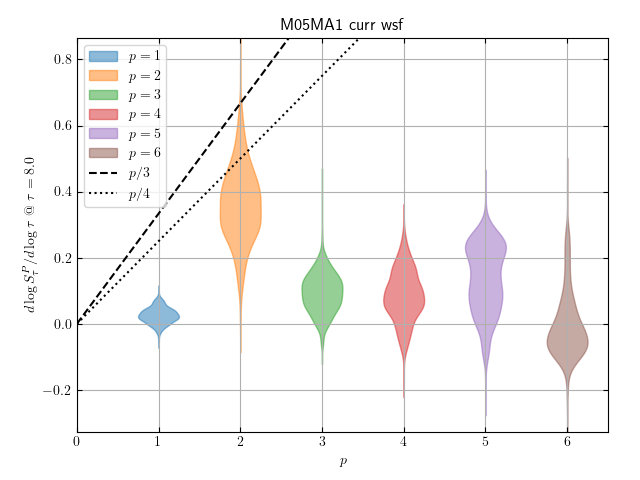 M05MA1 curr wsf
d log S_τ^P / d log τ @ τ = 8.0
0.8
0.6
0.4
0.2
0.0
−0.2
p = 1
p = 2
p = 3
p = 4
p = 5
p = 6
p/3
p/4
0 1 2 3 4 5 6
p